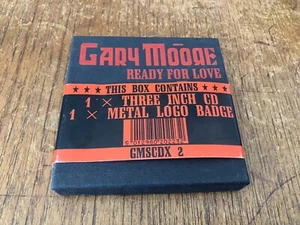 GARY MOORE
READY FOR LOVE
★ ★ ★ THIS BOX CONTAINS ★ ★ ★
1 × THREE INCH CD
1 × METAL LOGO BADGE
GMSCDX 2